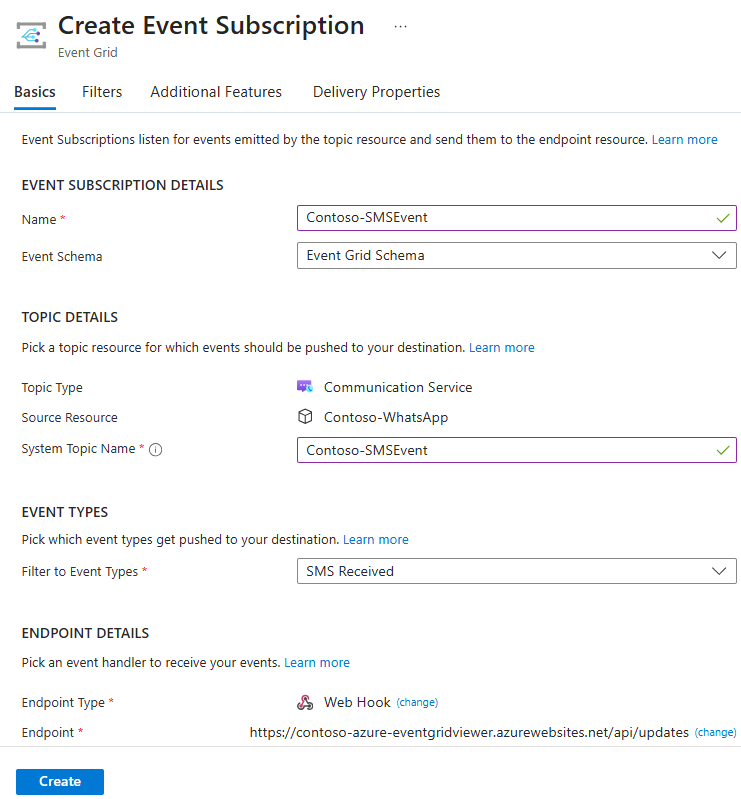 Create Event Subscription ...
Event Grid
Basics Filters Additional Features Delivery Properties
Event Subscriptions listen for events emitted by the topic resource and send them to the endpoint resource. Learn more
EVENT SUBSCRIPTION DETAILS
Name * Contoso-SMSEvent
Event Schema Event Grid Schema
TOPIC DETAILS
Pick a topic resource for which events should be pushed to your destination. Learn more
Topic Type Communication Service
Source Resource Contoso-WhatsApp
System Topic Name * Contoso-SMSEvent
EVENT TYPES
Pick which event types get pushed to your destination. Learn more
Filter to Event Types * SMS Received
ENDPOINT DETAILS
Pick an event handler to receive your events. Learn more
Endpoint Type * Web Hook (change)
Endpoint * https://contoso-azure-eventgridviewer.azurewebsites.net/api/updates (change)
Create